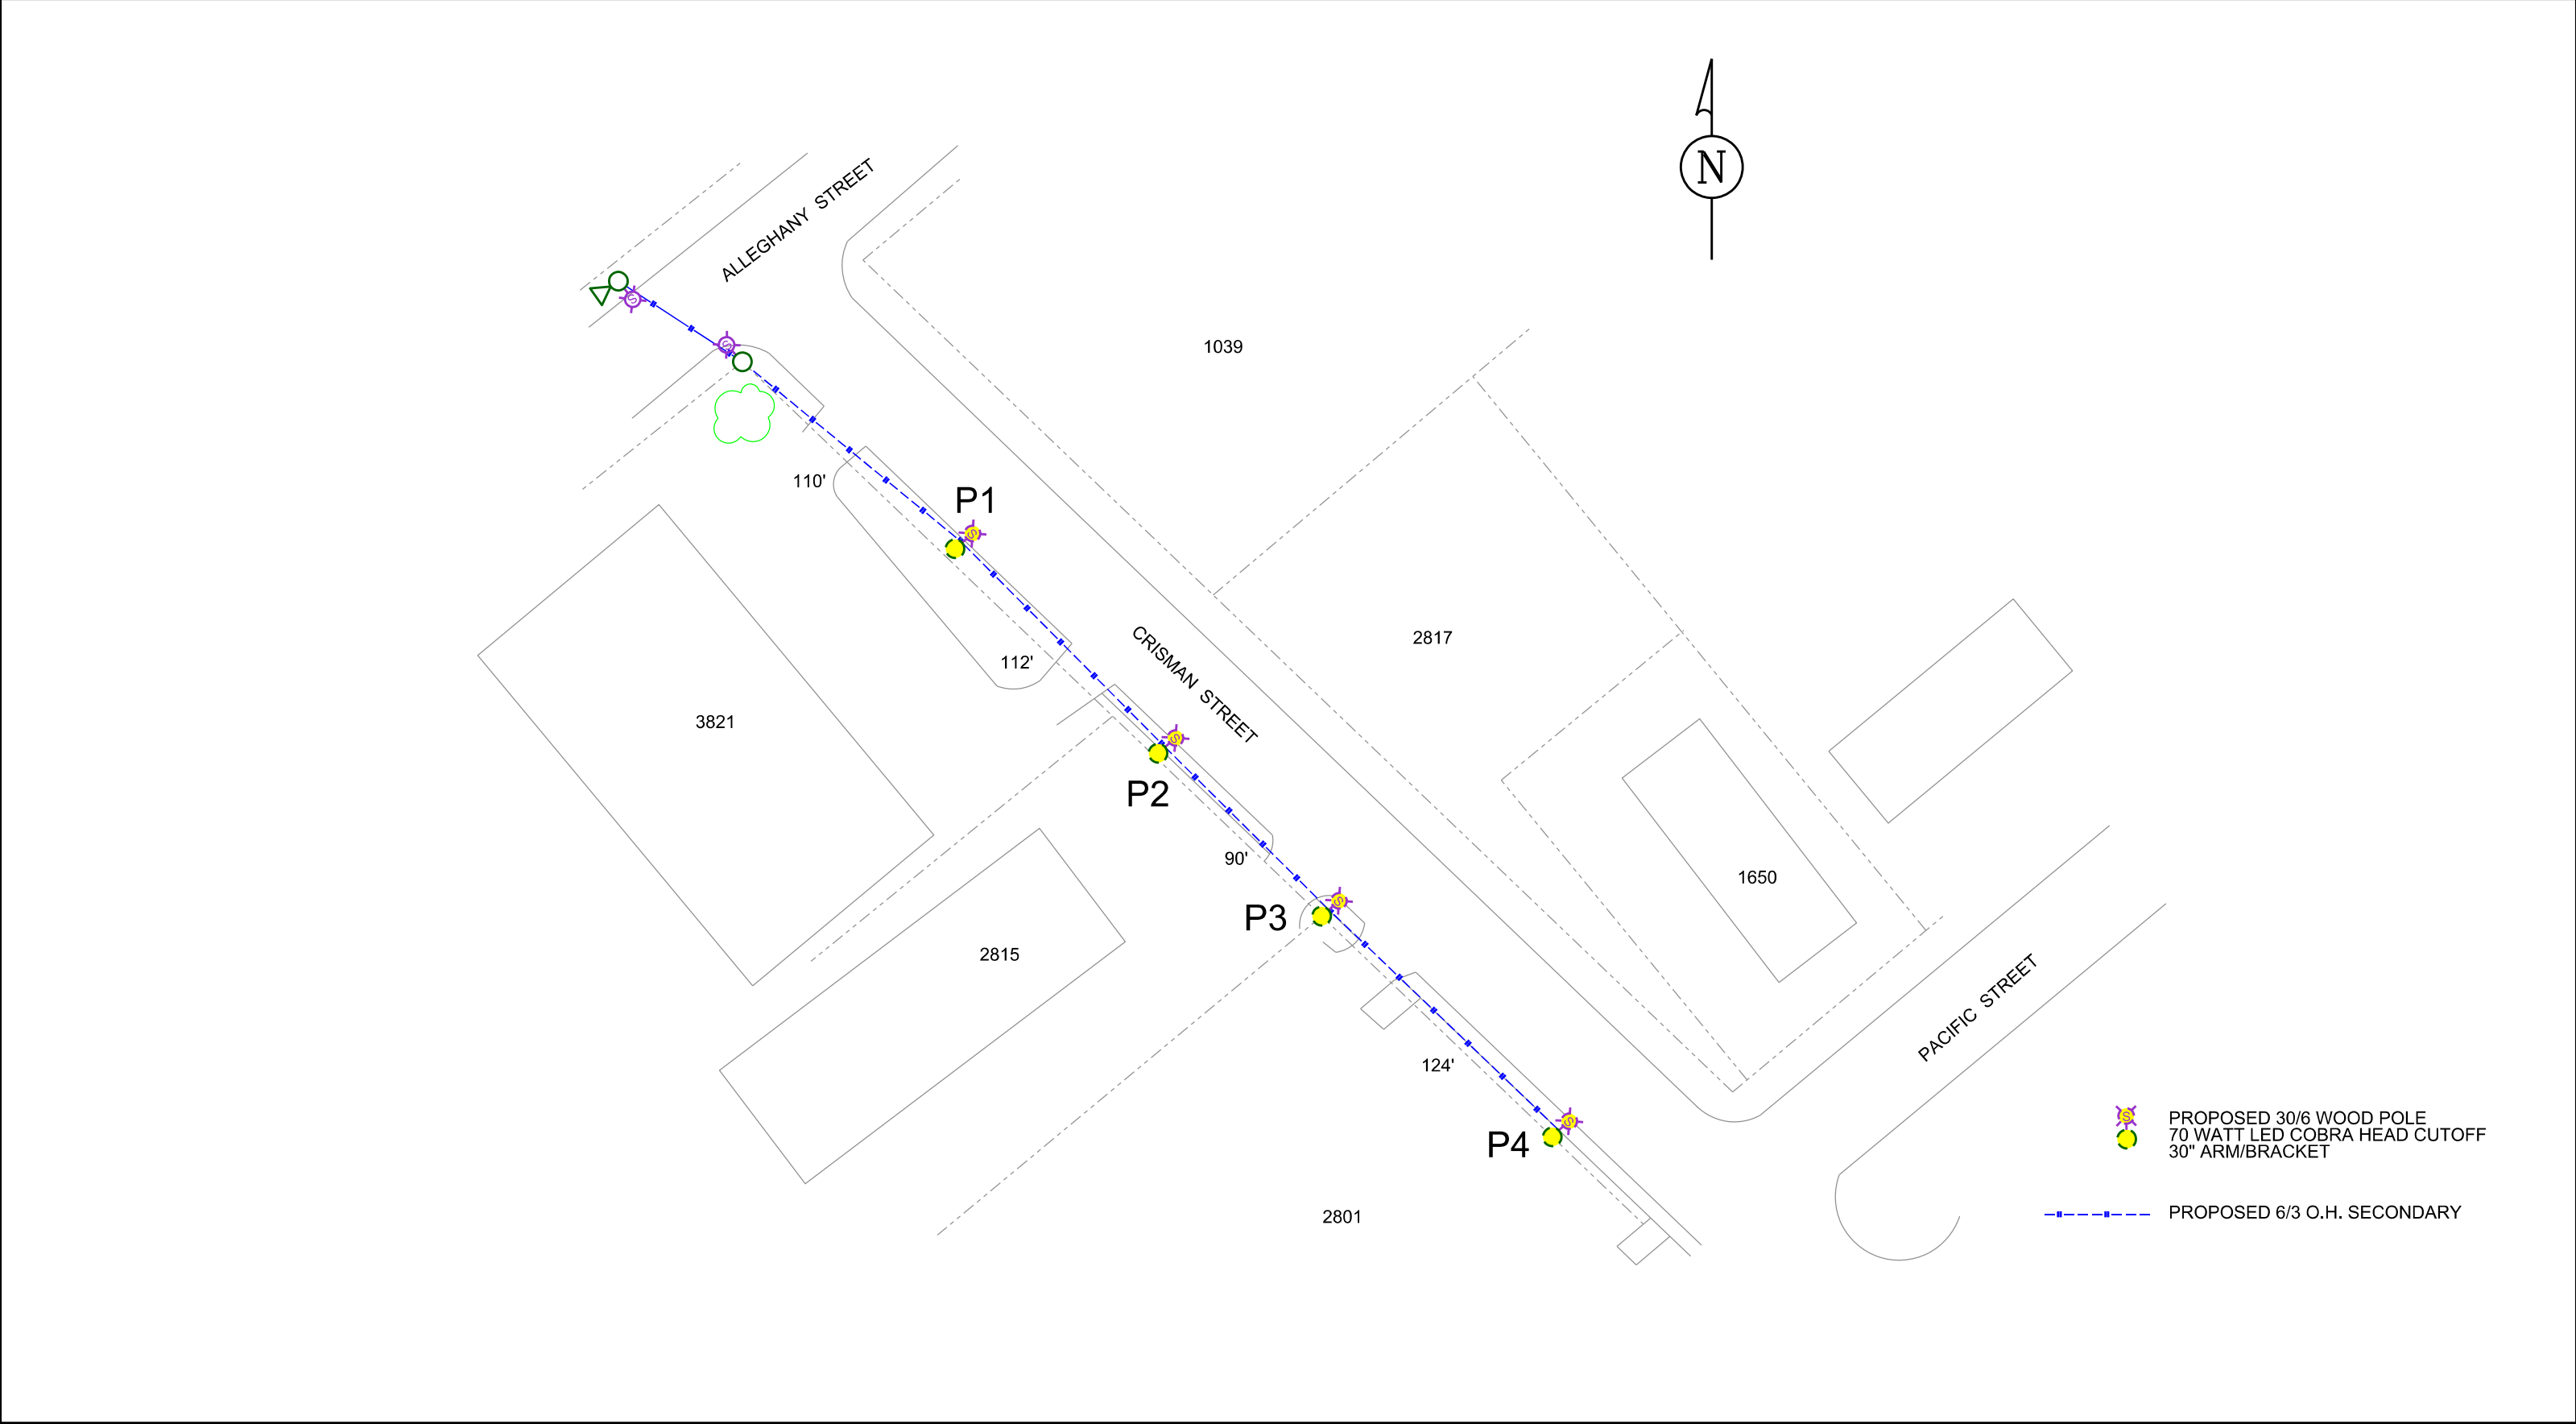 N
ALLEGHANY STREET
S
S
1039
110'
P1
S
CRISMAN STREET
2817
112'
3821
S
P2
90'
1650
S
P3
2815
PACIFIC STREET
124'
S
P4
2801
S
PROPOSED 30/6 WOOD POLE
70 WATT LED COBRA HEAD CUTOFF
30" ARM/BRACKET
PROPOSED 6/3 O.H. SECONDARY